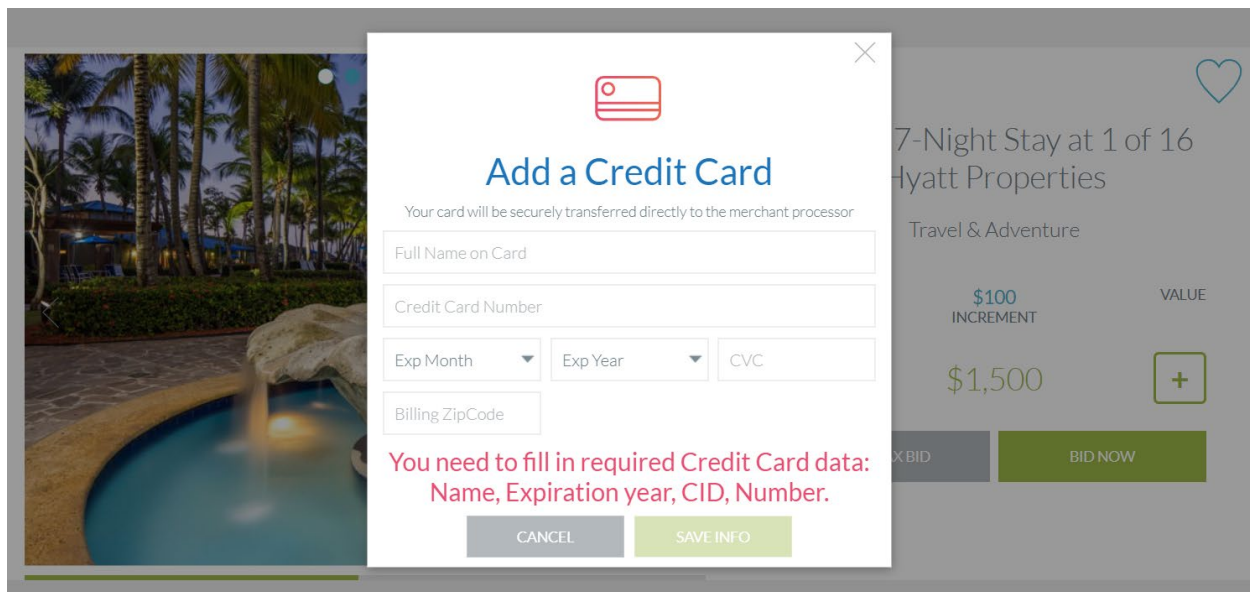 Add a Credit Card
Your card will be securely transferred directly to the merchant processor
Full Name on Card
Credit Card Number
Exp Month
Exp Year
CVC
Billing ZipCode
You need to fill in required Credit Card data:
Name, Expiration year, CID, Number.
CANCEL
SAVE INFO
7-Night Stay at 1 of 16
Hyatt Properties
Travel & Adventure
$100
INCREMENT
VALUE
$1,500
+
BID
BID NOW